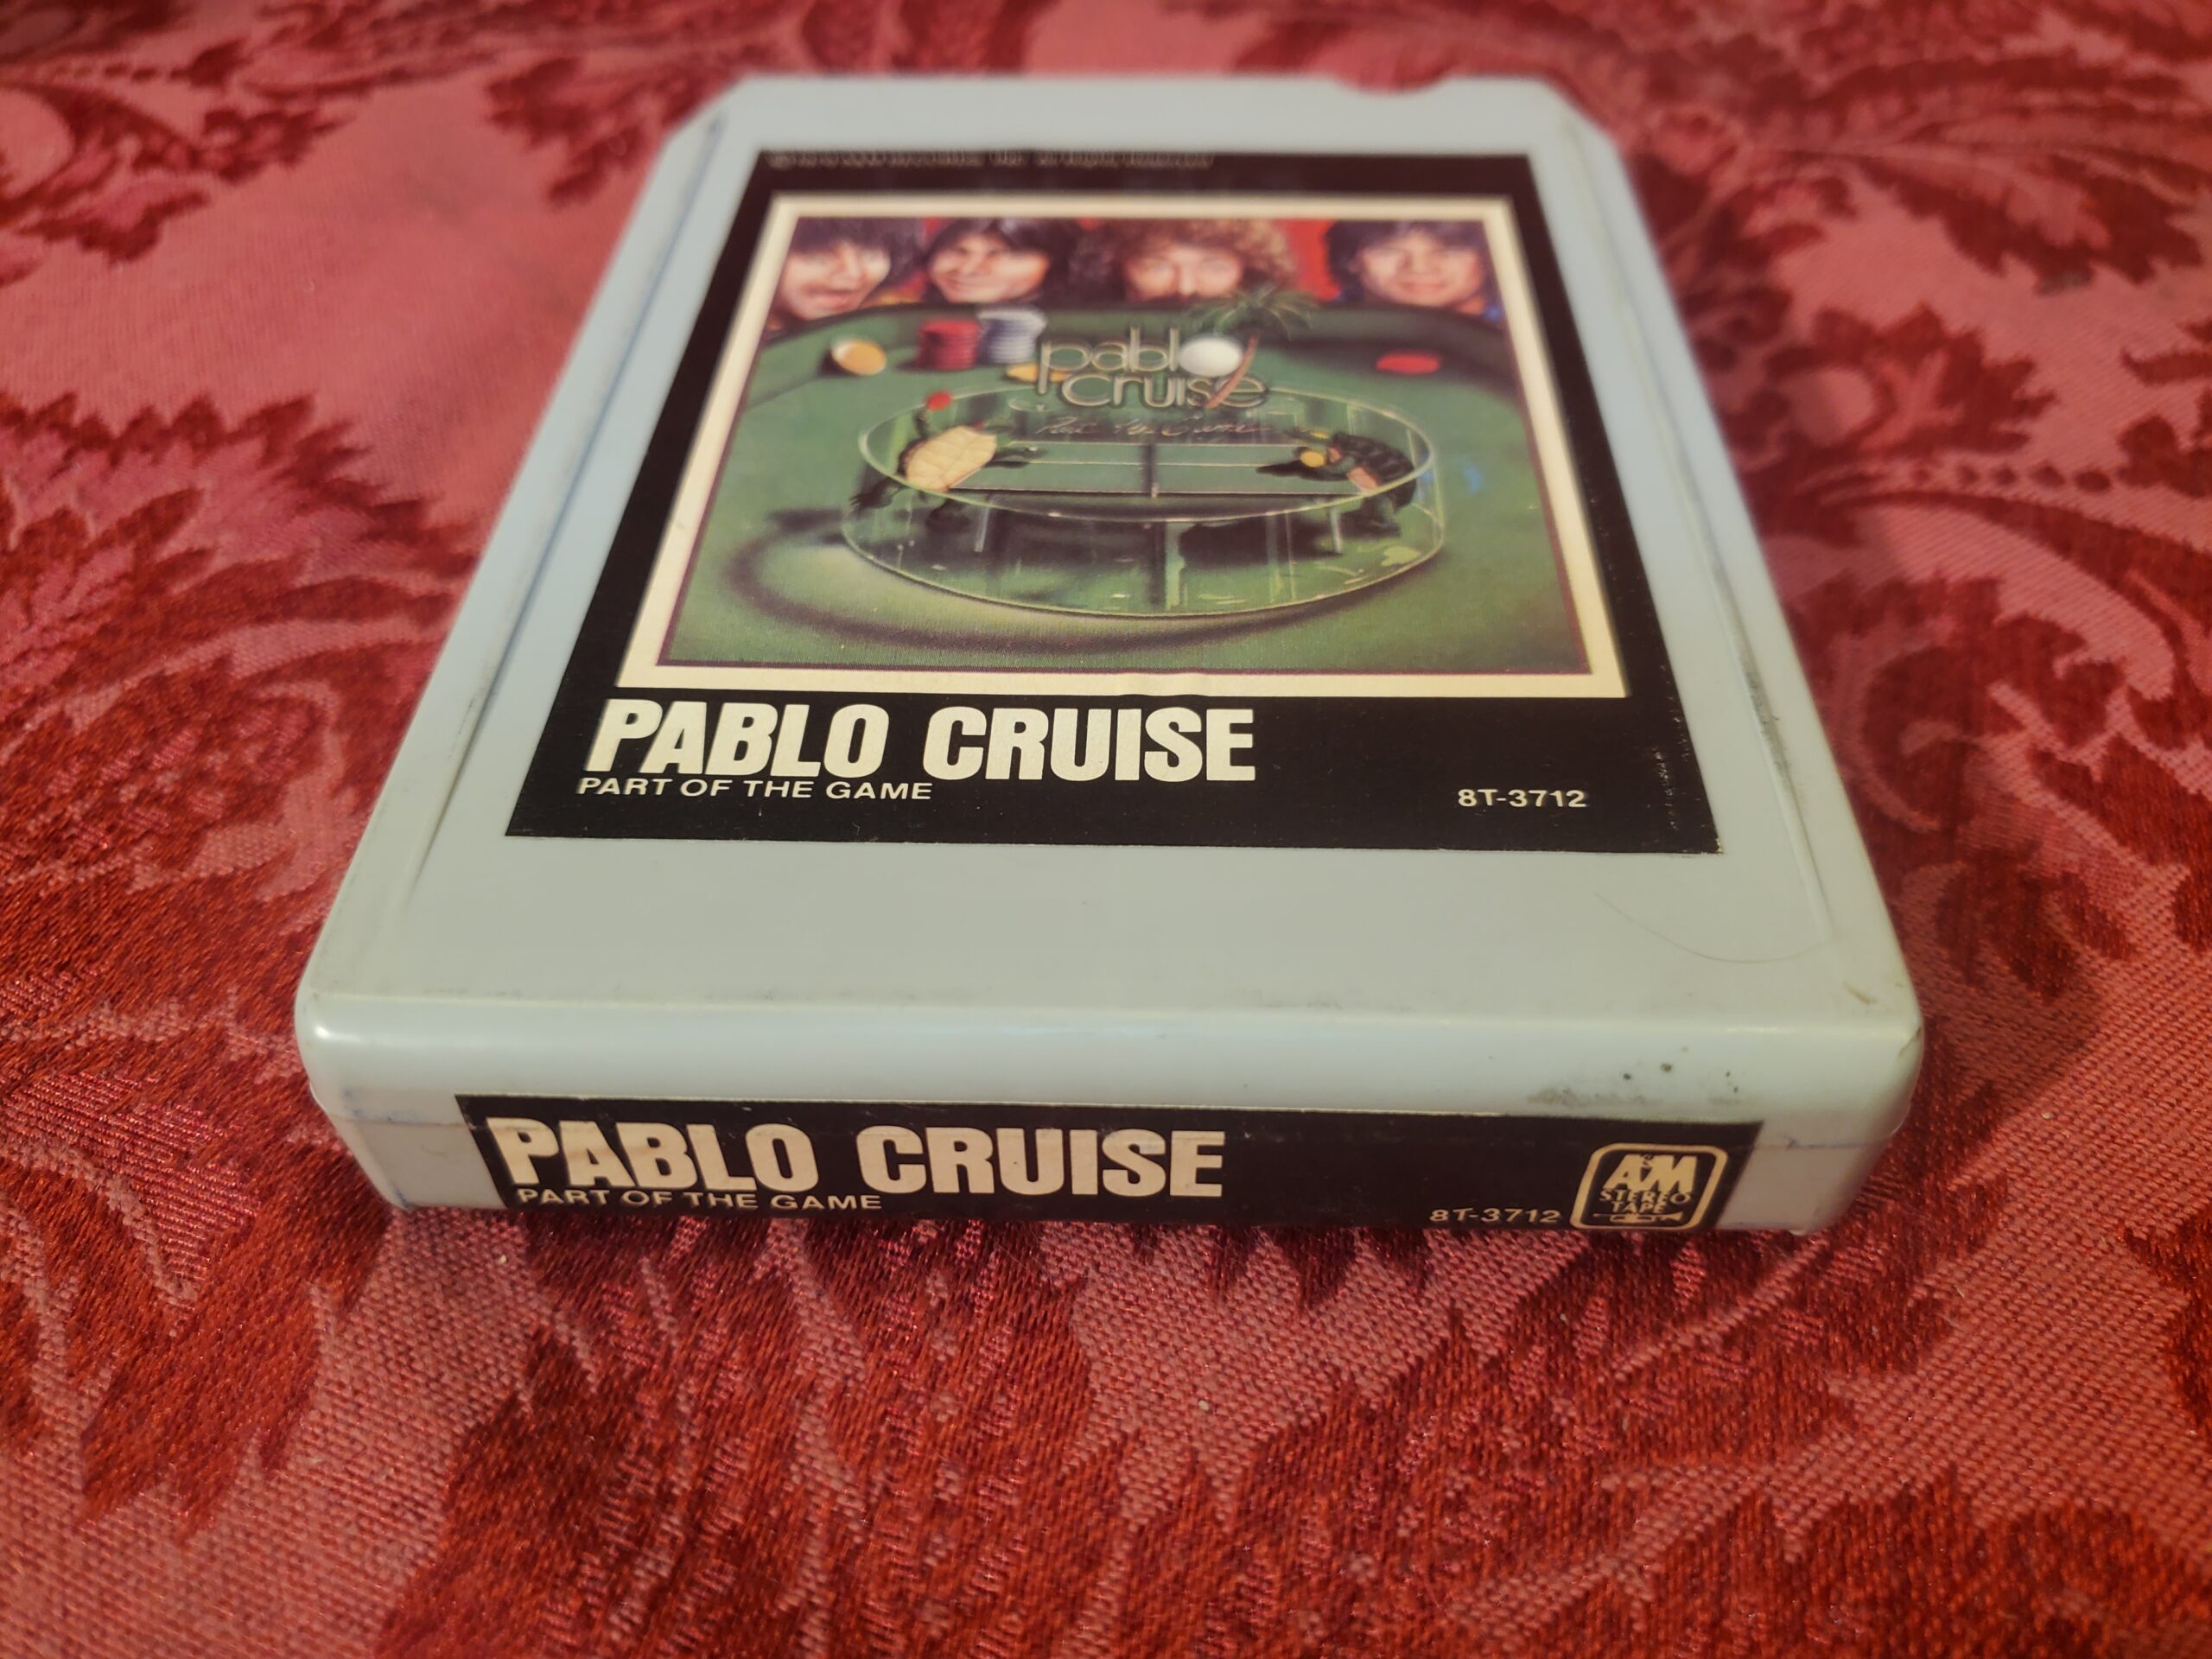 pablo
cruise
PABLO CRUISE
PART OF THE GAME
8T-3712
PABLO CRUISE
PART OF THE GAME
8T-3712
A&M
STEREO
TAPE